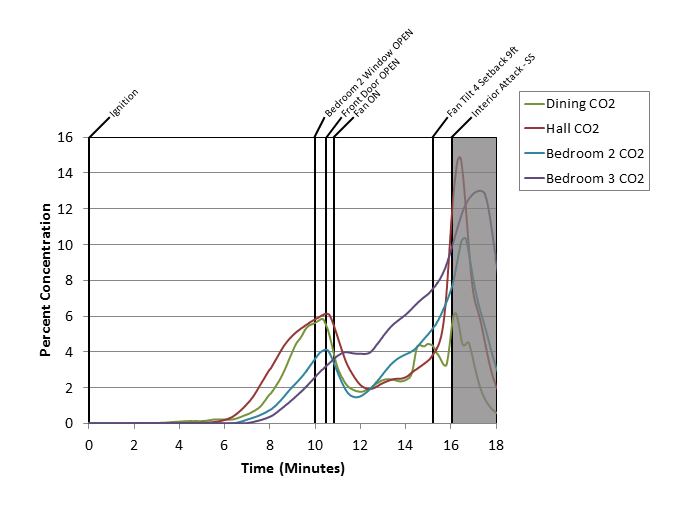 Ignition
Bedroom 2 Window OPEN
Front Door OPEN
Fan ON
Fan Tilt 4 Setback 9ft
Interior Attack - SS
Dining CO2
Hall CO2
Bedroom 2 CO2
Bedroom 3 CO2
Percent Concentration
16
14
12
10
8
6
4
2
0
0 2 4 6 8 10 12 14 16 18
Time (Minutes)